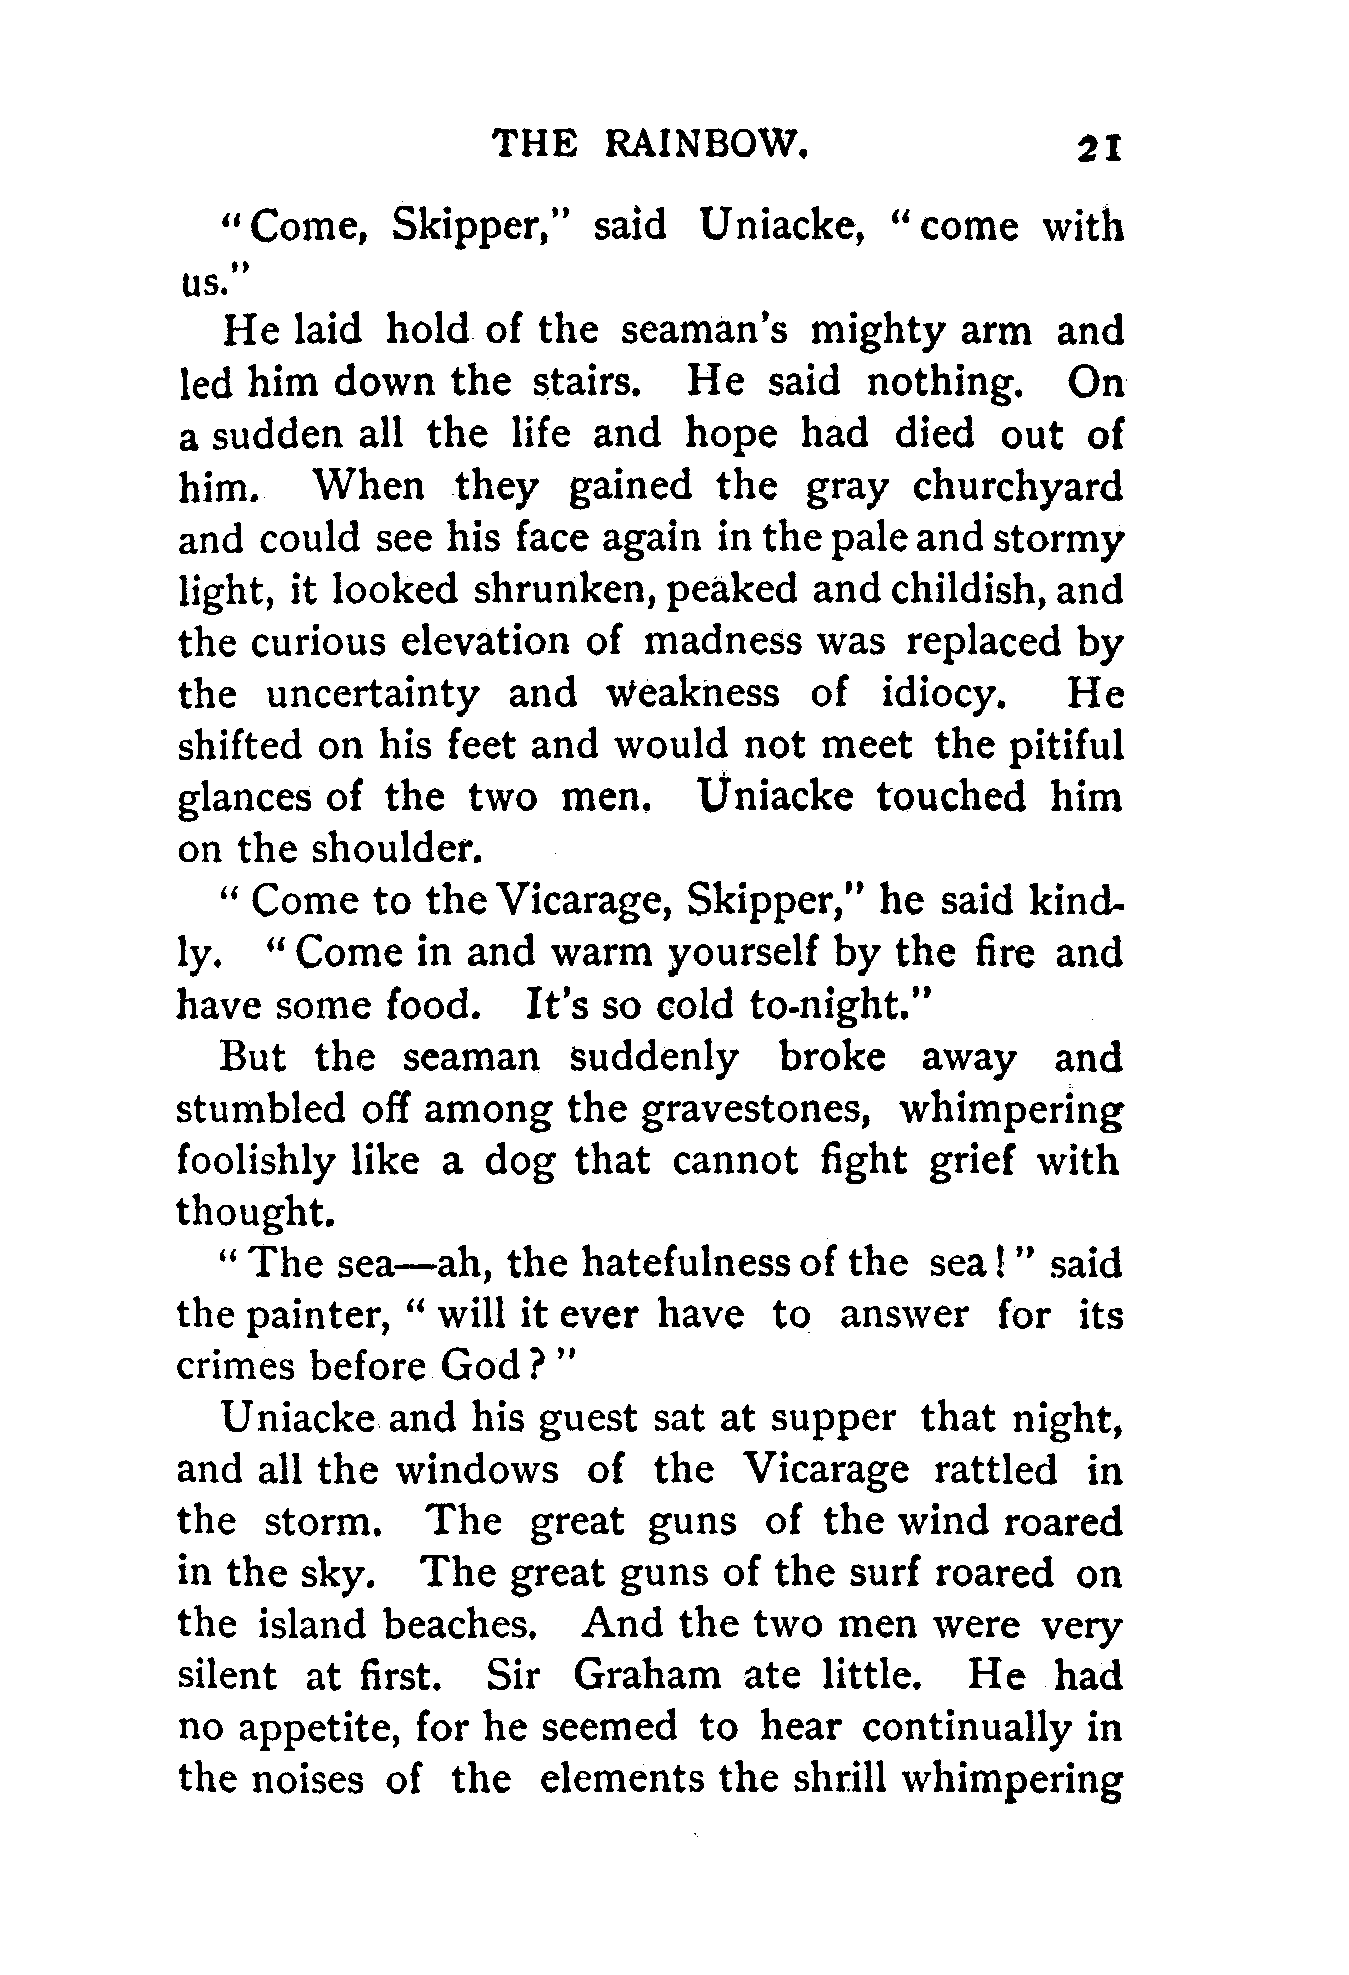 THE RAINBOW. 21
"Come, Skipper," said Uniacke, "come with
us."
He laid hold of the seaman's mighty arm and
led him down the stairs. He said nothing. On
a sudden all the life and hope had died out of
him. When they gained the gray churchyard
and could see his face again in the pale and stormy
light, it looked shrunken, peaked and childish, and
the curious elevation of madness was replaced by
the uncertainty and weakness of idiocy. He
shifted on his feet and would not meet the pitiful
glances of the two men. Uniacke touched him
on the shoulder.
"Come to the Vicarage, Skipper," he said kind-
ly. "Come in and warm yourself by the fire and
have some food. It's so cold to-night."
But the seaman suddenly broke away and
stumbled off among the gravestones, whimpering
foolishly like a dog that cannot fight grief with
thought.
"The sea—ah, the hatefulness of the sea!" said
the painter, "will it ever have to answer for its
crimes before God?"
Uniacke and his guest sat at supper that night,
and all the windows of the Vicarage rattled in
the storm. The great guns of the wind roared
in the sky. The great guns of the surf roared on
the island beaches. And the two men were very
silent at first. Sir Graham ate little. He had
no appetite, for he seemed to hear continually in
the noises of the elements the shrill whimpering